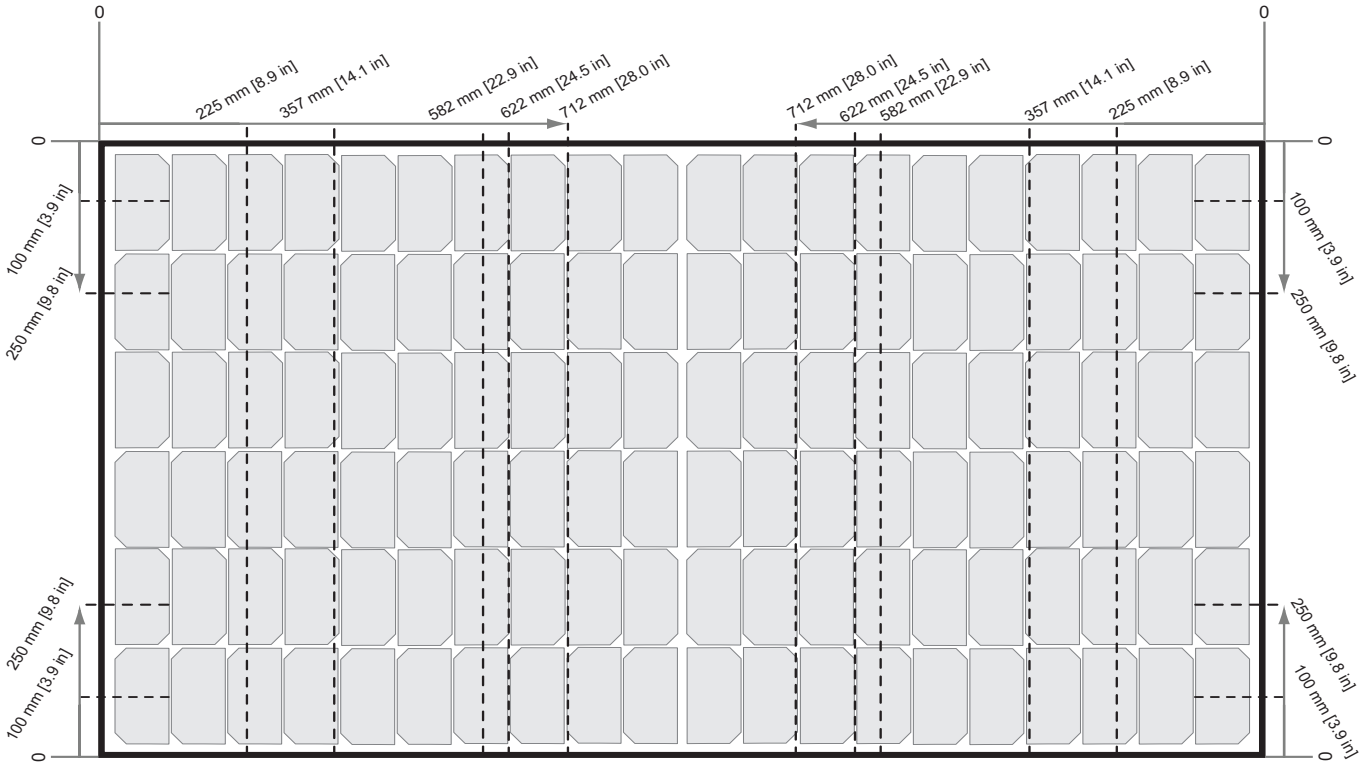 0
0
225 mm [8.9 in]
357 mm [14.1 in]
582 mm [22.9 in]
622 mm [24.5 in]
712 mm [28.0 in]
712 mm [28.0 in]
622 mm [24.5 in]
582 mm [22.9 in]
357 mm [14.1 in]
225 mm [8.9 in]
0
0
100 mm [3.9 in]
100 mm [3.9 in]
250 mm [9.8 in]
250 mm [9.8 in]
250 mm [9.8 in]
250 mm [9.8 in]
100 mm [3.9 in]
100 mm [3.9 in]
0
0